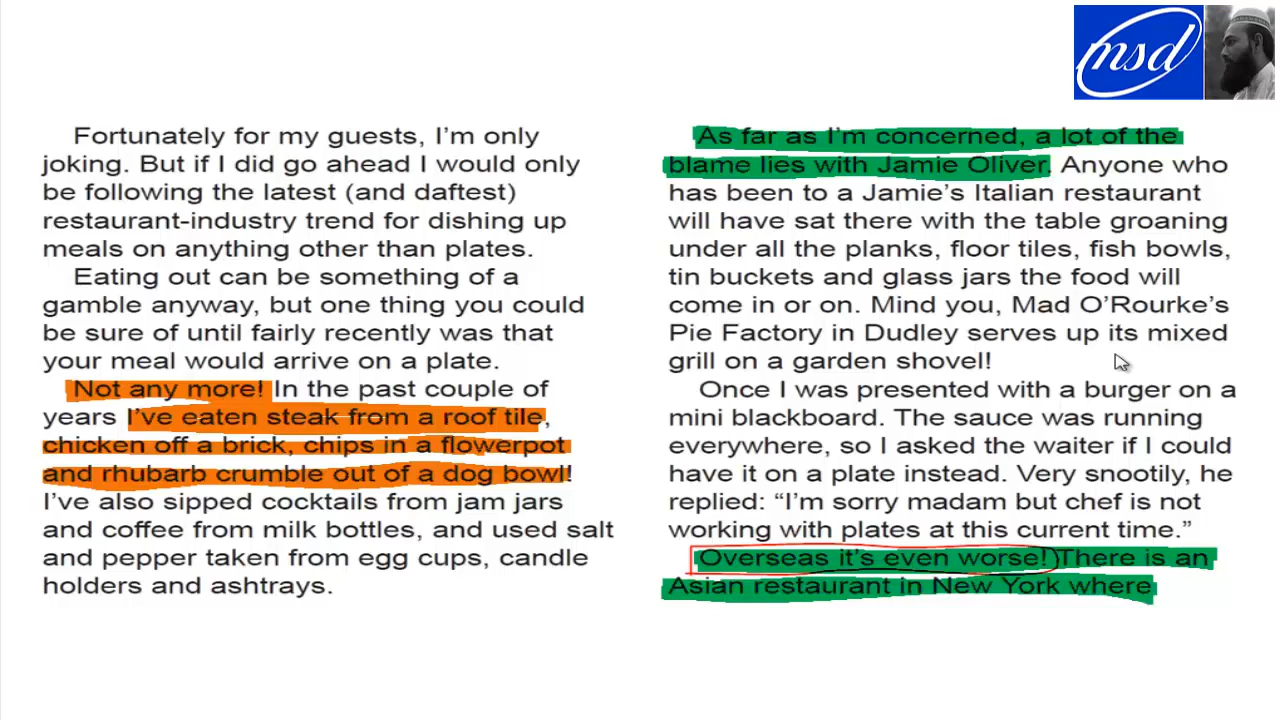 msd
Fortunately for my guests, I'm only
joking. But if I did go ahead I would only
be following the latest (and daftest)
restaurant-industry trend for dishing up
meals on anything other than plates.
Eating out can be something of a
gamble anyway, but one thing you could
be sure of until fairly recently was that
your meal would arrive on a plate.
Not any more! In the past couple of
years I've eaten steak from a roof tile,
chicken off a brick, chips in a flowerpot
and rhubarb crumble out of a dog bowl!
I've also sipped cocktails from jam jars
and coffee from milk bottles, and used salt
and pepper taken from egg cups, candle
holders and ashtrays.
As far as I'm concerned, a lot of the
blame lies with Jamie Oliver. Anyone who
has been to a Jamie's Italian restaurant
will have sat there with the table groaning
under all the planks, floor tiles, fish bowls,
tin buckets and glass jars the food will
come in or on. Mind you, Mad O'Rourke's
Pie Factory in Dudley serves up its mixed
grill on a garden shovel!
Once I was presented with a burger on a
mini blackboard. The sauce was running
everywhere, so I asked the waiter if I could
have it on a plate instead. Very snootily, he
replied: “I'm sorry madam but chef is not
working with plates at this current time.”
Overseas it's even worse! There is an
Asian restaurant in New York where